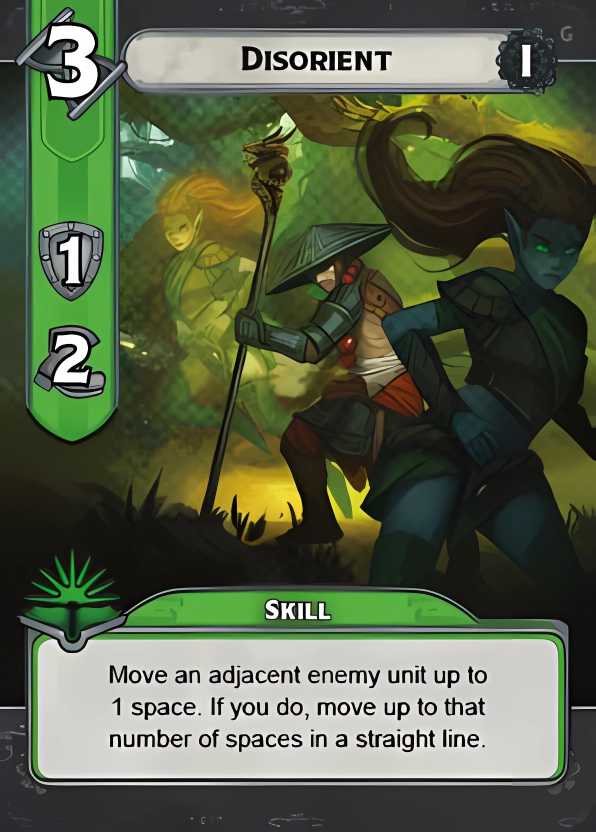 3
DISORIENT
I
G
1
2
SKILL
Move an adjacent enemy unit up to
1 space. If you do, move up to that
number of spaces in a straight line.